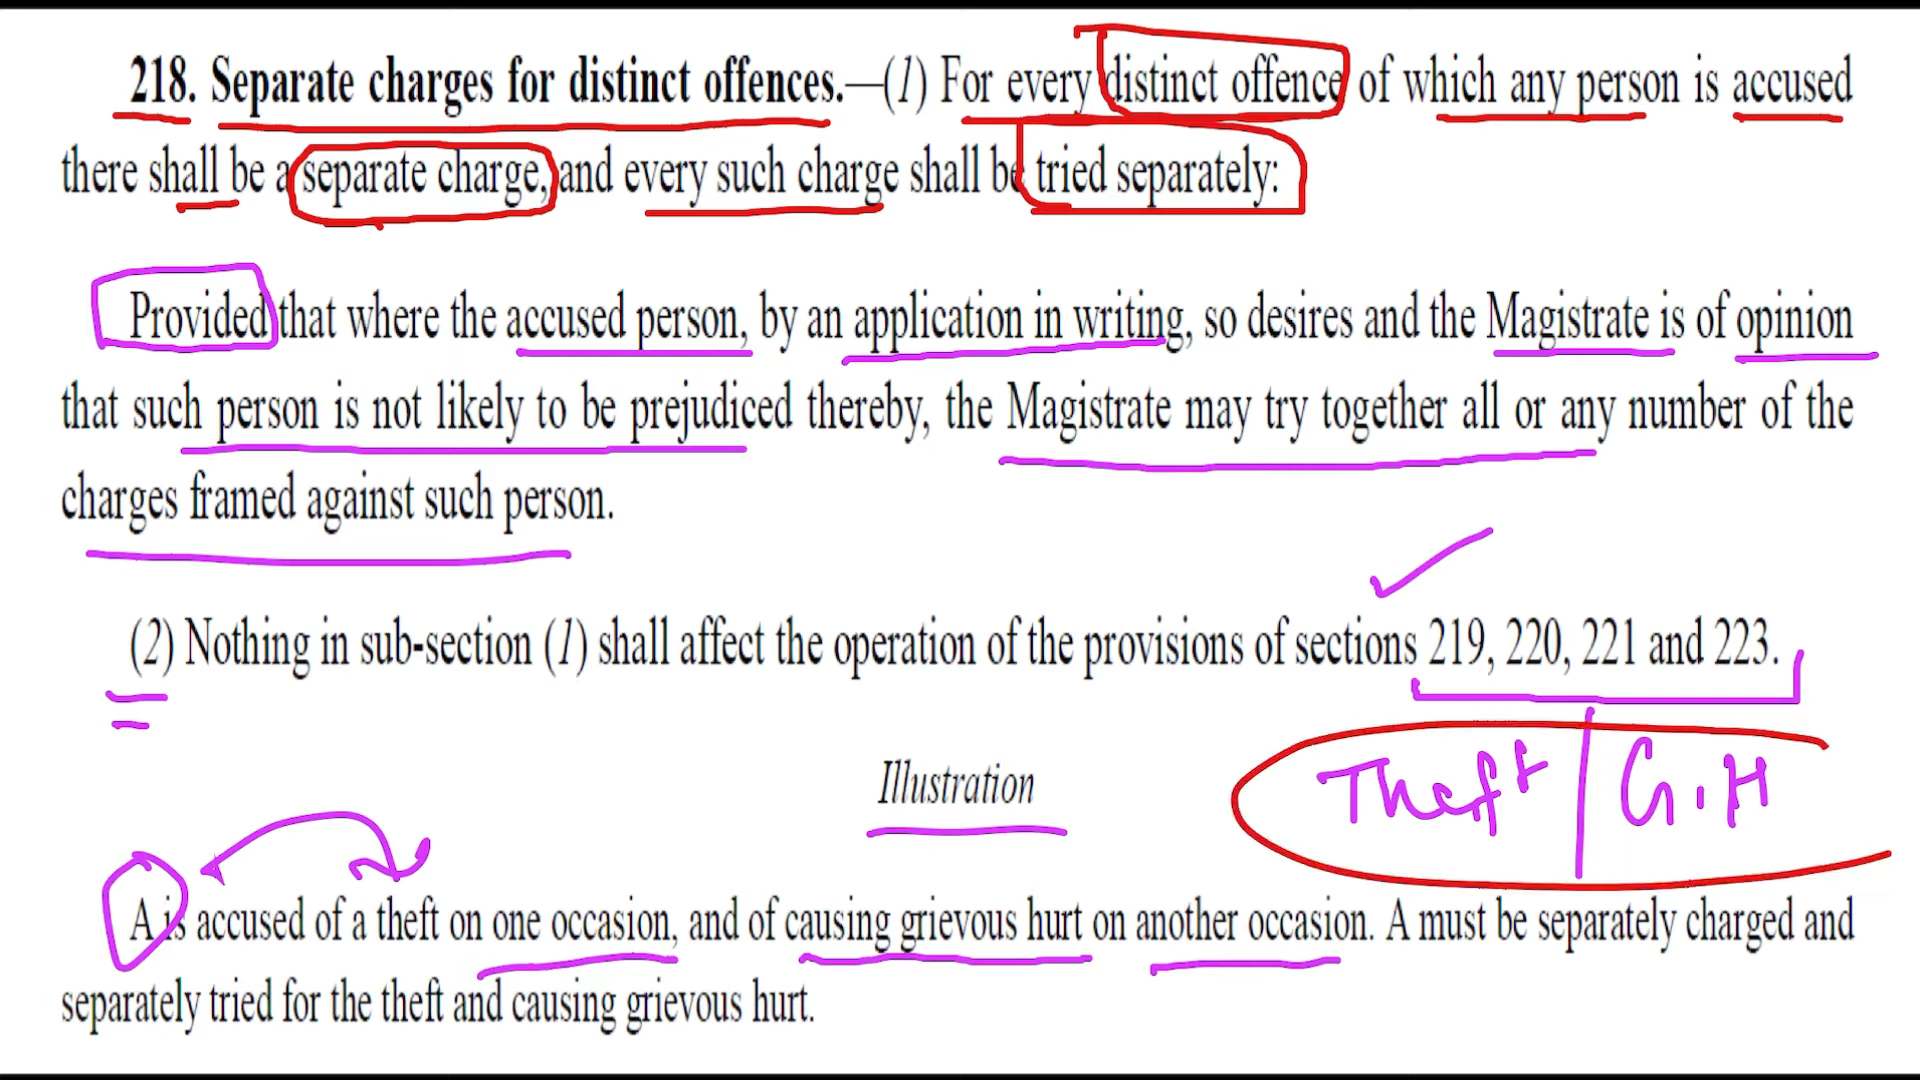 218. Separate charges for distinct offences.—(1) For every distinct offence of which any person is accused
there shall be a separate charge, and every such charge shall be tried separately:
Provided that where the accused person, by an application in writing, so desires and the Magistrate is of opinion
that such person is not likely to be prejudiced thereby, the Magistrate may try together all or any number of the
charges framed against such person.
(2) Nothing in sub-section (1) shall affect the operation of the provisions of sections 219, 220, 221 and 223.
Illustration
Theft | G.H
A is accused of a theft on one occasion, and of causing grievous hurt on another occasion. A must be separately charged and
separately tried for the theft and causing grievous hurt.